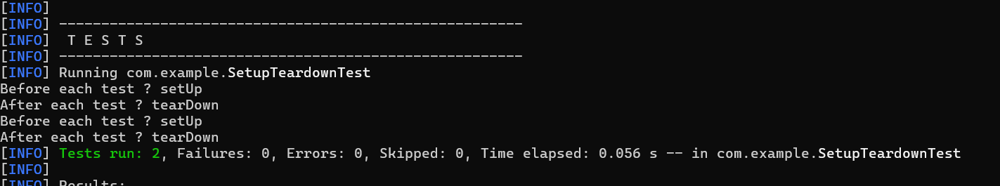 [INFO]
[INFO] -------------------------------------------------------
[INFO]  T E S T S
[INFO] -------------------------------------------------------
[INFO] Running com.example.SetupTeardownTest
Before each test ? setUp
After each test ? tearDown
Before each test ? setUp
After each test ? tearDown
[INFO] Tests run: 2, Failures: 0, Errors: 0, Skipped: 0, Time elapsed: 0.056 s -- in com.example.SetupTeardownTest
[INFO]
[INFO] Results: